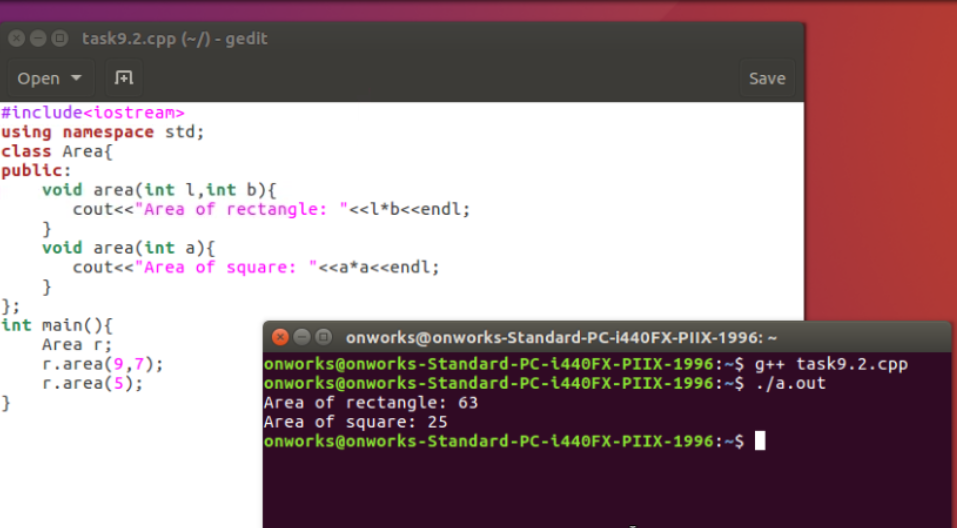 task9.2.cpp (~/) - gedit
Open
Save
#include<iostream>
using namespace std;
class Area{
public:
    void area(int l,int b){
       cout<<"Area of rectangle: "<<l*b<<endl;
    }
    void area(int a){
       cout<<"Area of square: "<<a*a<<endl;
    }
};
int main(){
    Area r;
    r.area(9,7);
    r.area(5);
}
onworks@onworks-Standard-PC-i440FX-PIIX-1996: ~
onworks@onworks-Standard-PC-i440FX-PIIX-1996:~$ g++ task9.2.cpp
onworks@onworks-Standard-PC-i440FX-PIIX-1996:~$ ./a.out
Area of rectangle: 63
Area of square: 25
onworks@onworks-Standard-PC-i440FX-PIIX-1996:~$